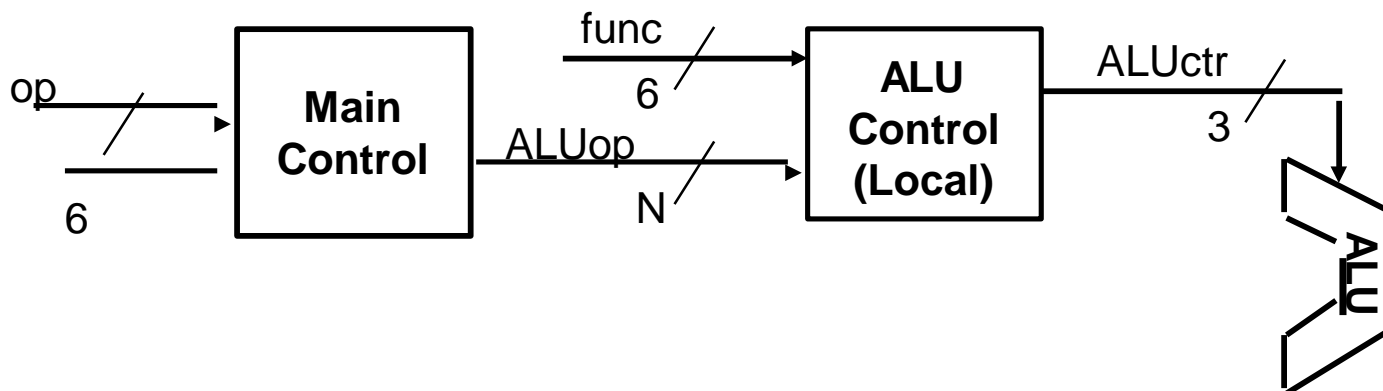 op
6
Main
Control
ALUop
N
func
6
ALU
Control
(Local)
ALUctr
3
ALU